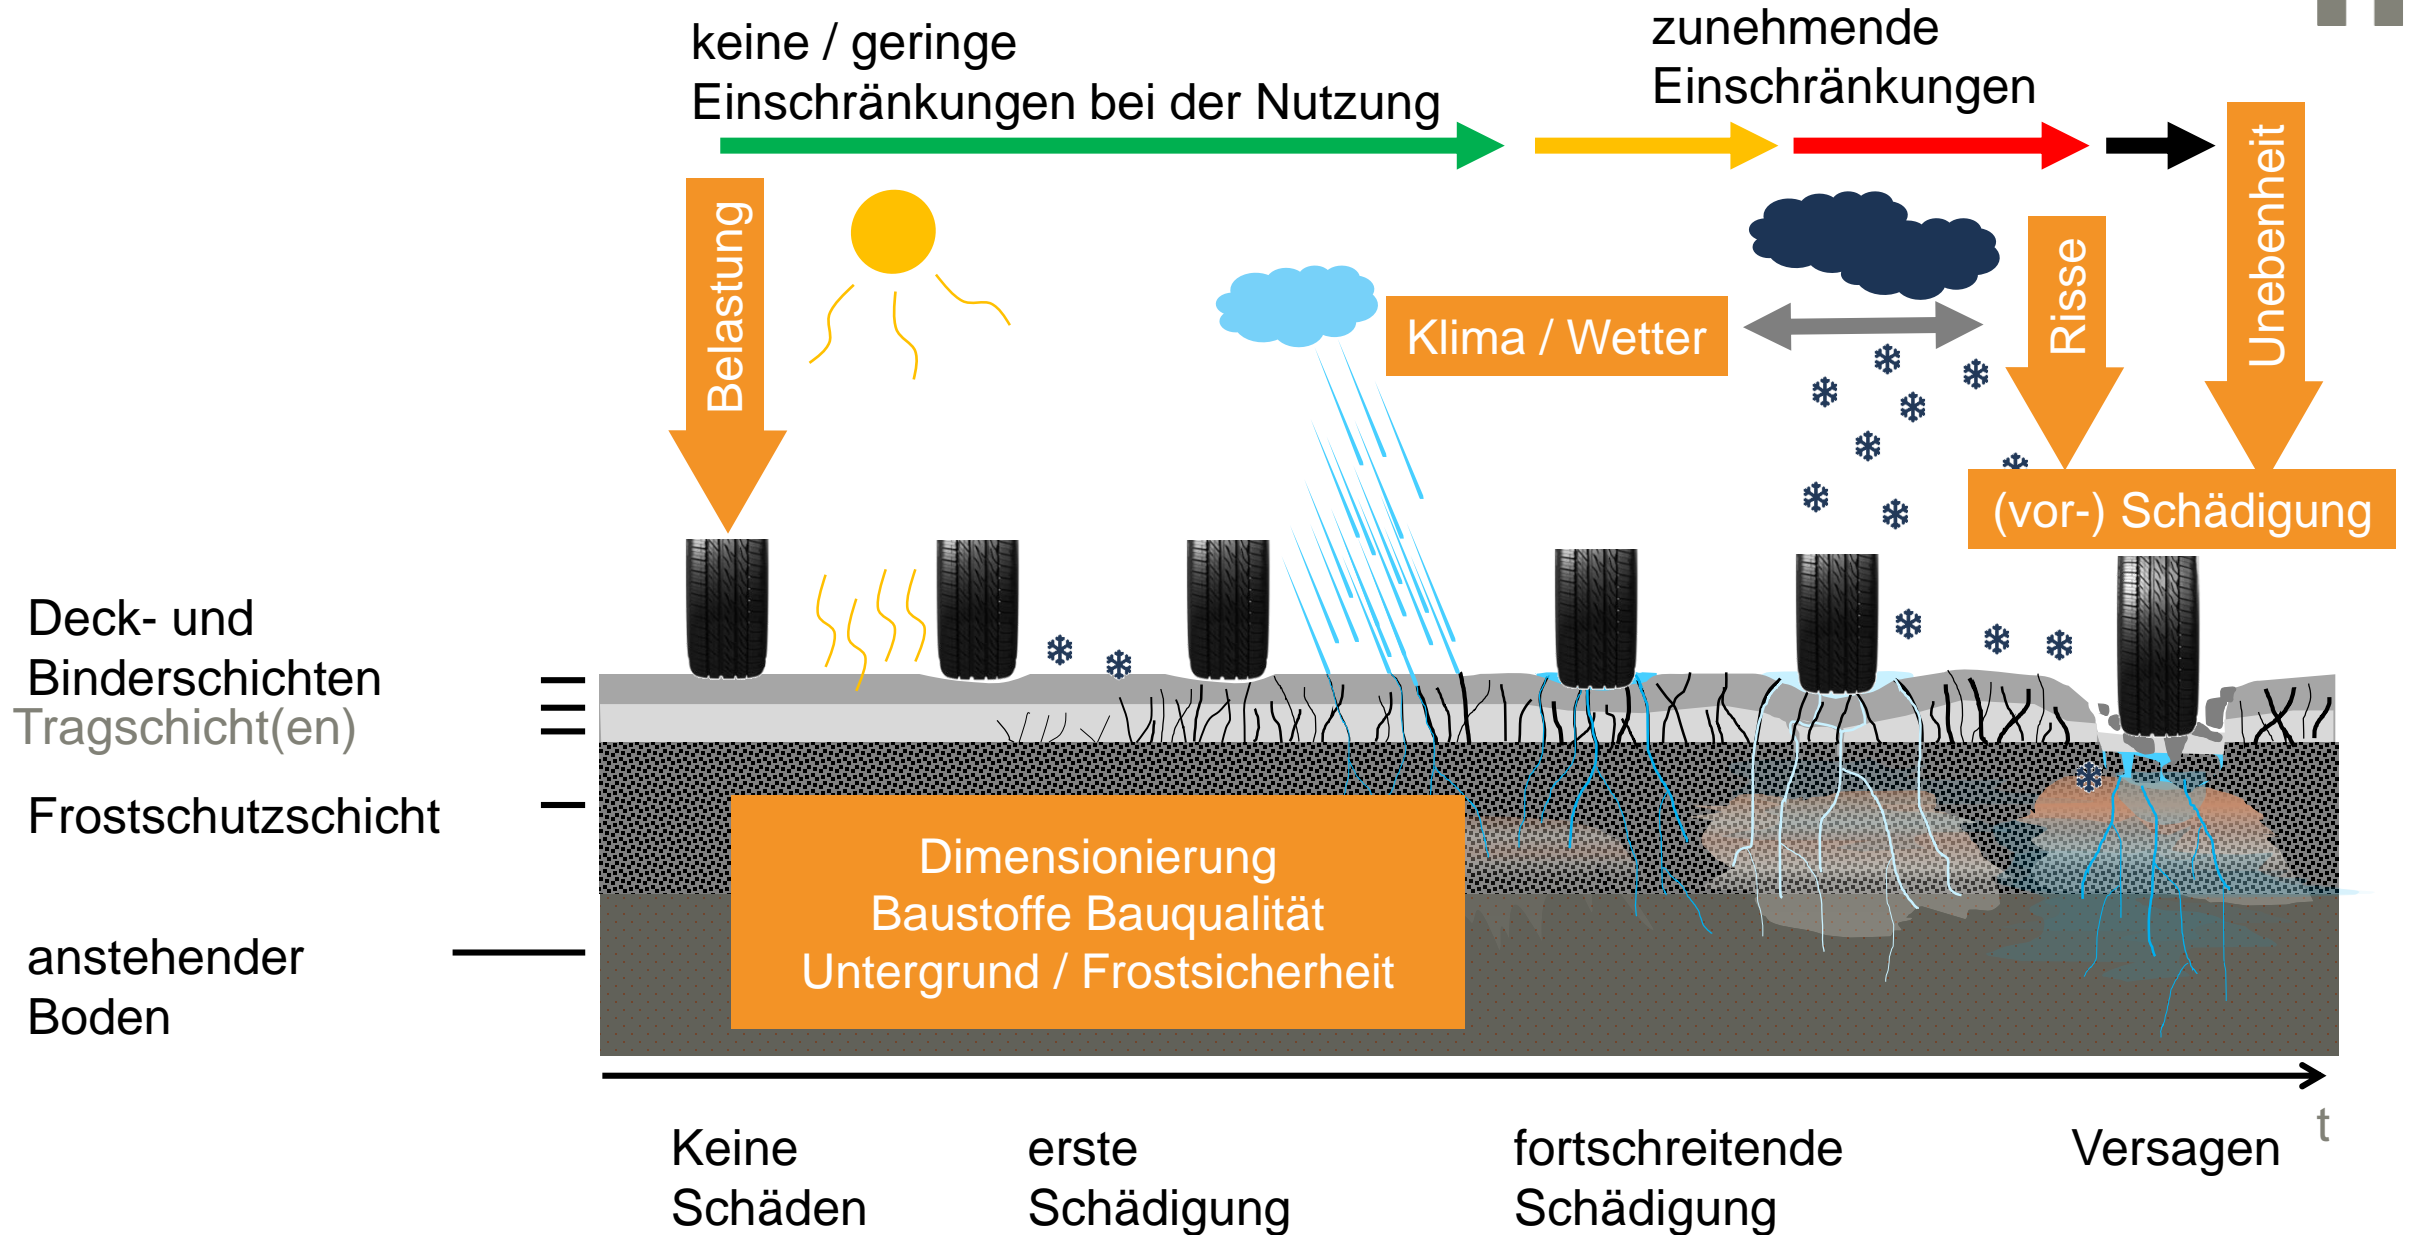 keine / geringe
Einschränkungen bei der Nutzung
zunehmende
Einschränkungen
Belastung
Klima / Wetter
Risse
Unebenheit
(vor-) Schädigung
Deck- und
Binderschichten
Tragschicht(en)
Frostschutzschicht
anstehender
Boden
Dimensionierung
Baustoffe Bauqualität
Untergrund / Frostsicherheit
t
Keine
Schäden
erste
Schädigung
fortschreitende
Schädigung
Versagen